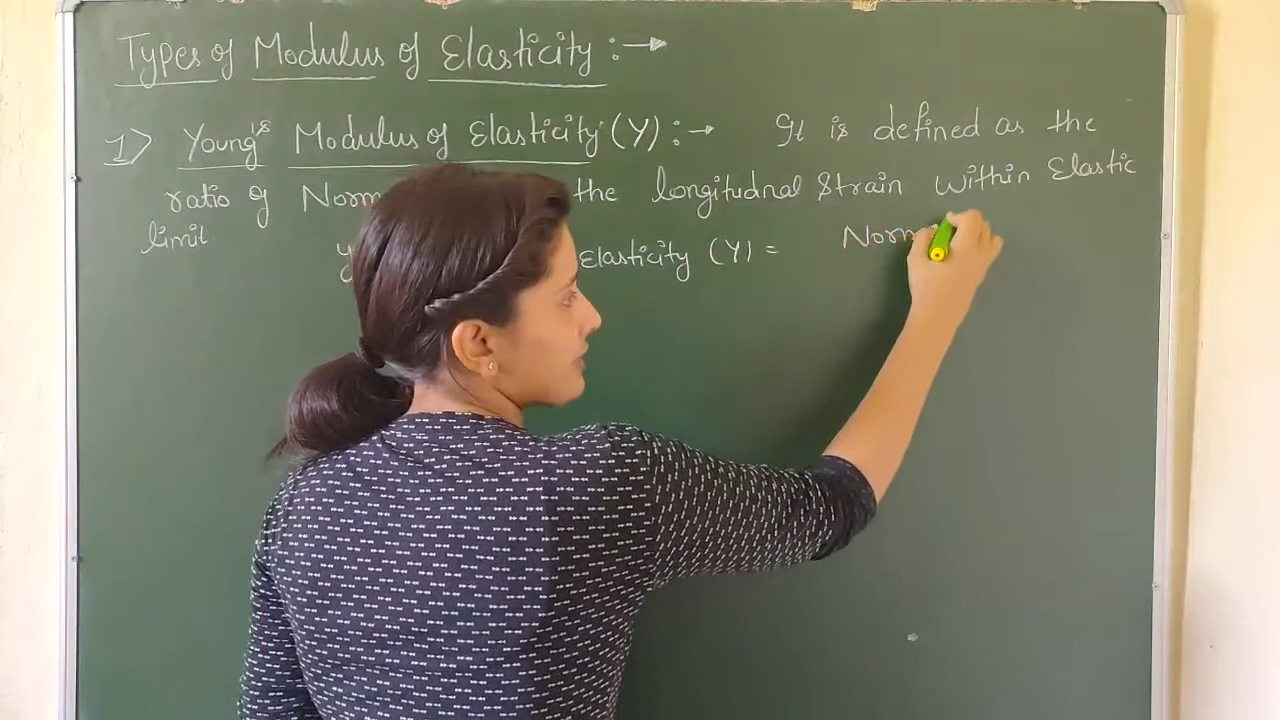 Types of Modulus of Elasticity :→
1> Young's Modulus of Elasticity (Y) :→ It is defined as the
ratio of Norm the longitudnal Strain Within Elastic
limit
y Elasticity (Y) = Norm